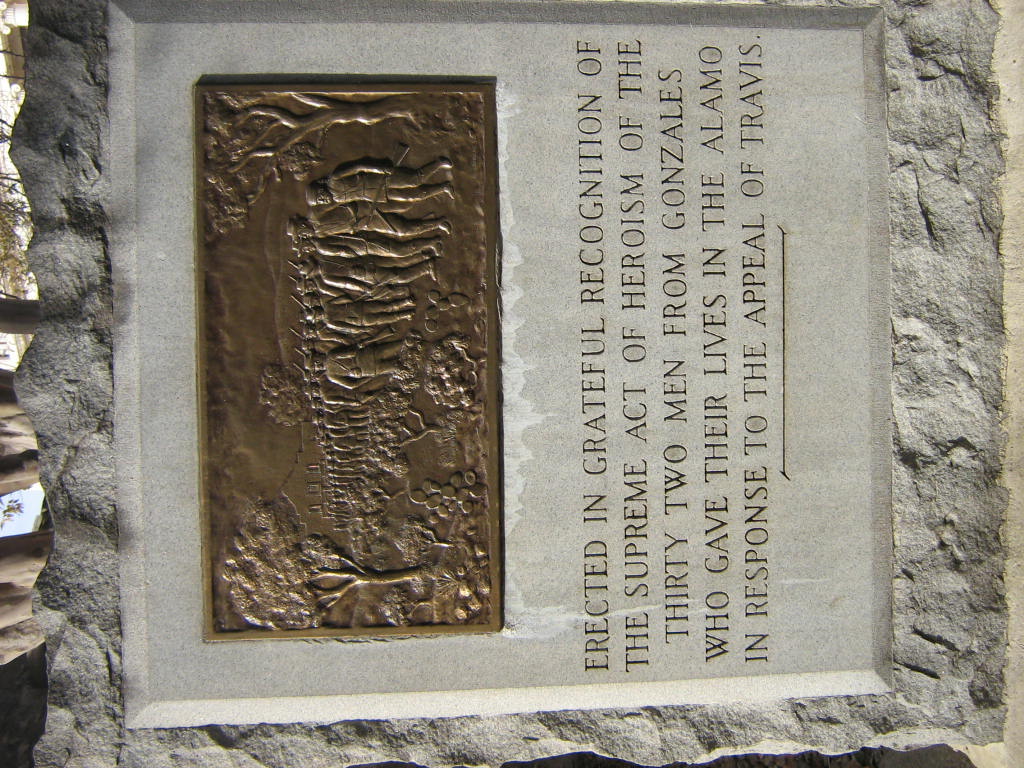 ERECTED IN GRATEFUL RECOGNITION OF
THE SUPREME ACT OF HEROISM OF THE
THIRTY TWO MEN FROM GONZALES
WHO GAVE THEIR LIVES IN THE ALAMO
IN RESPONSE TO THE APPEAL OF TRAVIS.